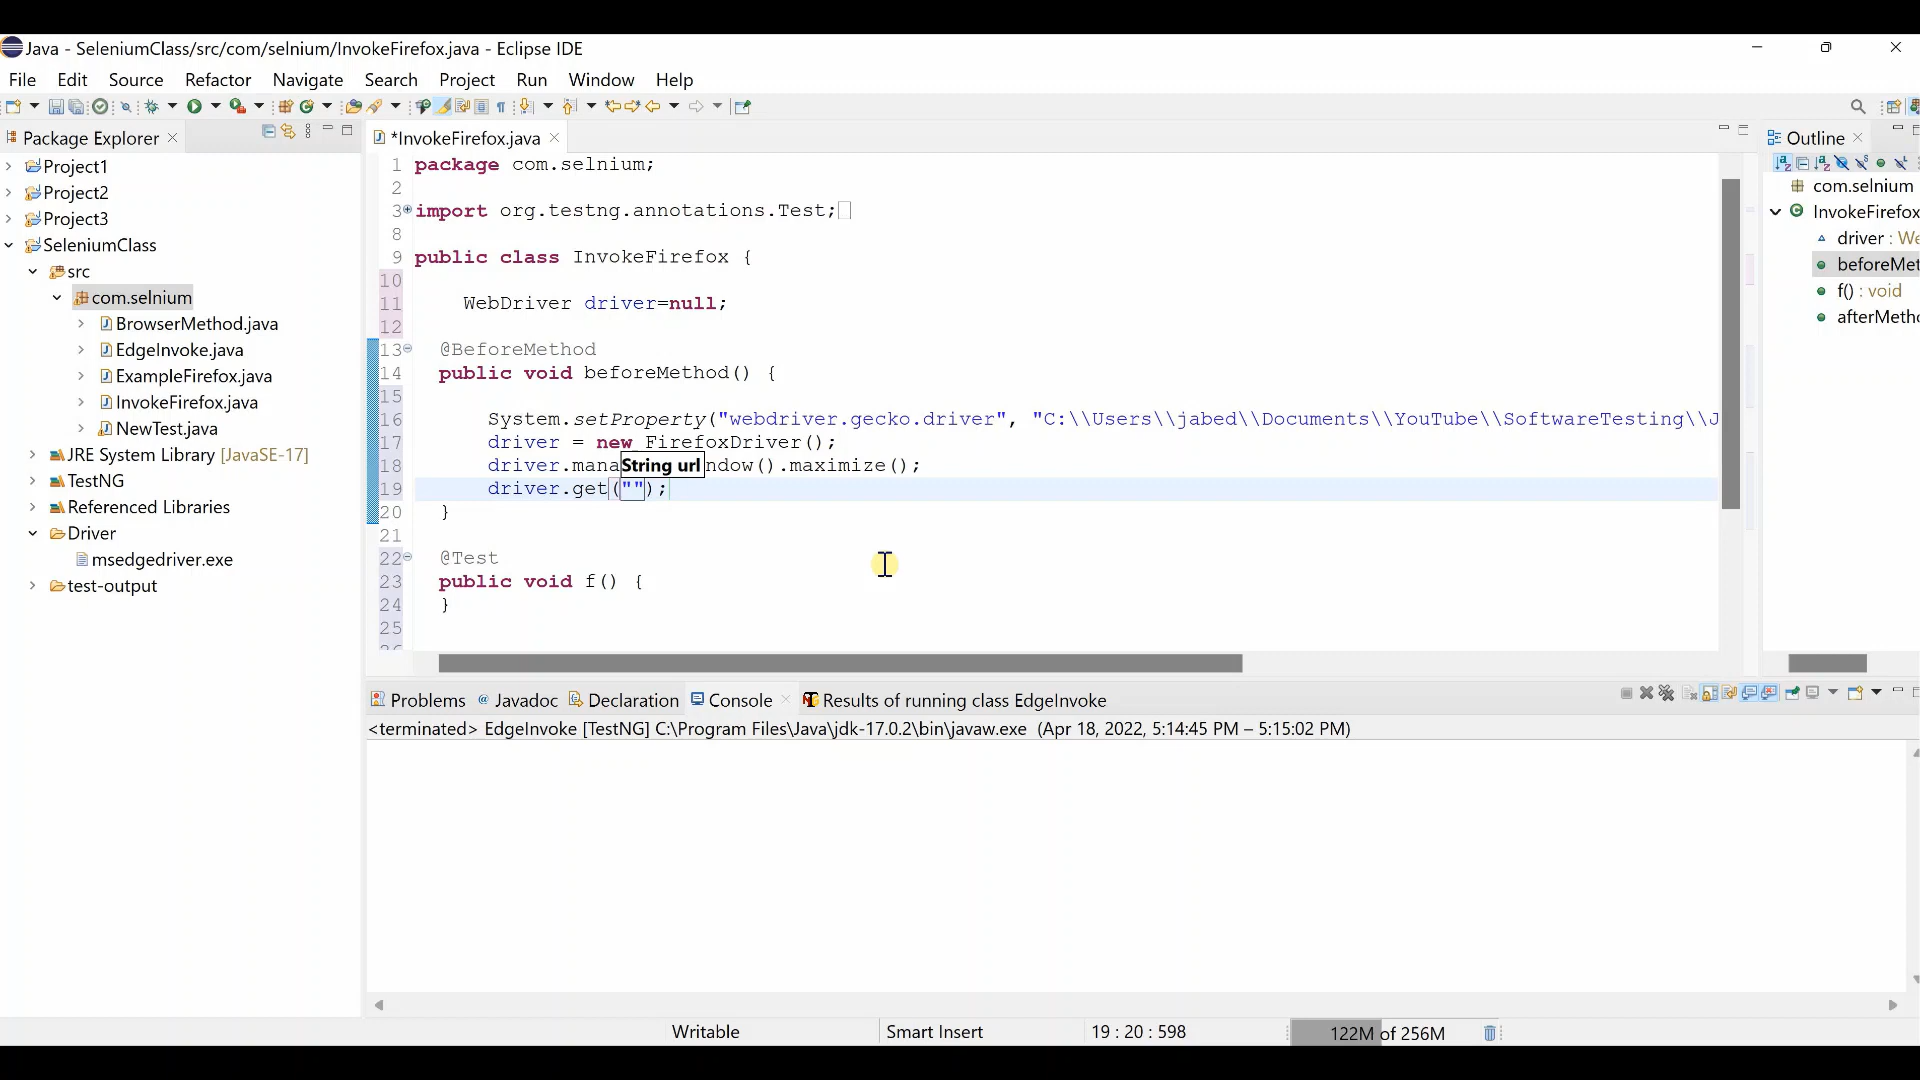 Java - SeleniumClass/src/com/selnium/InvokeFirefox.java - Eclipse IDE
File Edit Source Refactor Navigate Search Project Run Window Help
Package Explorer
Project1
Project2
Project3
SeleniumClass
src
com.selnium
BrowserMethod.java
EdgeInvoke.java
ExampleFirefox.java
InvokeFirefox.java
NewTest.java
JRE System Library [JavaSE-17]
TestNG
Referenced Libraries
Driver
msedgedriver.exe
test-output
*InvokeFirefox.java
1 package com.selnium;
2
3 import org.testng.annotations.Test;
8
9 public class InvokeFirefox {
10
11 WebDriver driver=null;
12
13 @BeforeMethod
14 public void beforeMethod() {
15
16 System.setProperty("webdriver.gecko.driver", "C:\\Users\\jabed\\Documents\\YouTube\\SoftwareTesting\\J
17 driver = new FirefoxDriver();
18 driver.mana String url ndow().maximize();
19 driver.get("");
20 }
21
22 @Test
23 public void f() {
24 }
25
Outline
com.selnium
InvokeFirefox
driver : We
beforeMet
f() : void
afterMetho
Problems Javadoc Declaration Console Results of running class EdgeInvoke
<terminated> EdgeInvoke [TestNG] C:\Program Files\Java\jdk-17.0.2\bin\javaw.exe (Apr 18, 2022, 5:14:45 PM – 5:15:02 PM)
Writable Smart Insert 19 : 20 : 598 122M of 256M